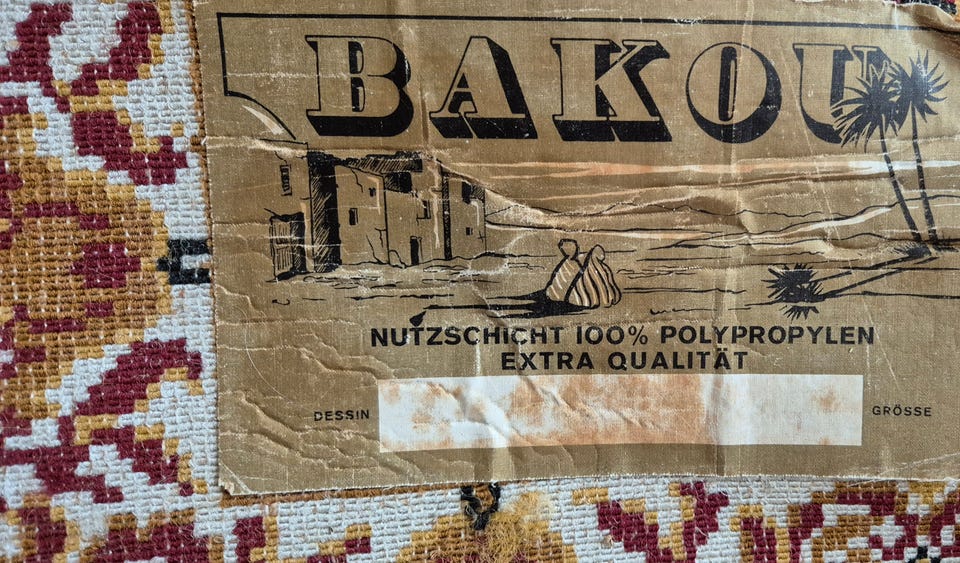 BAKOU
NUTZSCHICHT 100% POLYPROPYLEN
EXTRA QUALITÄT
DESSIN
GRÖSSE